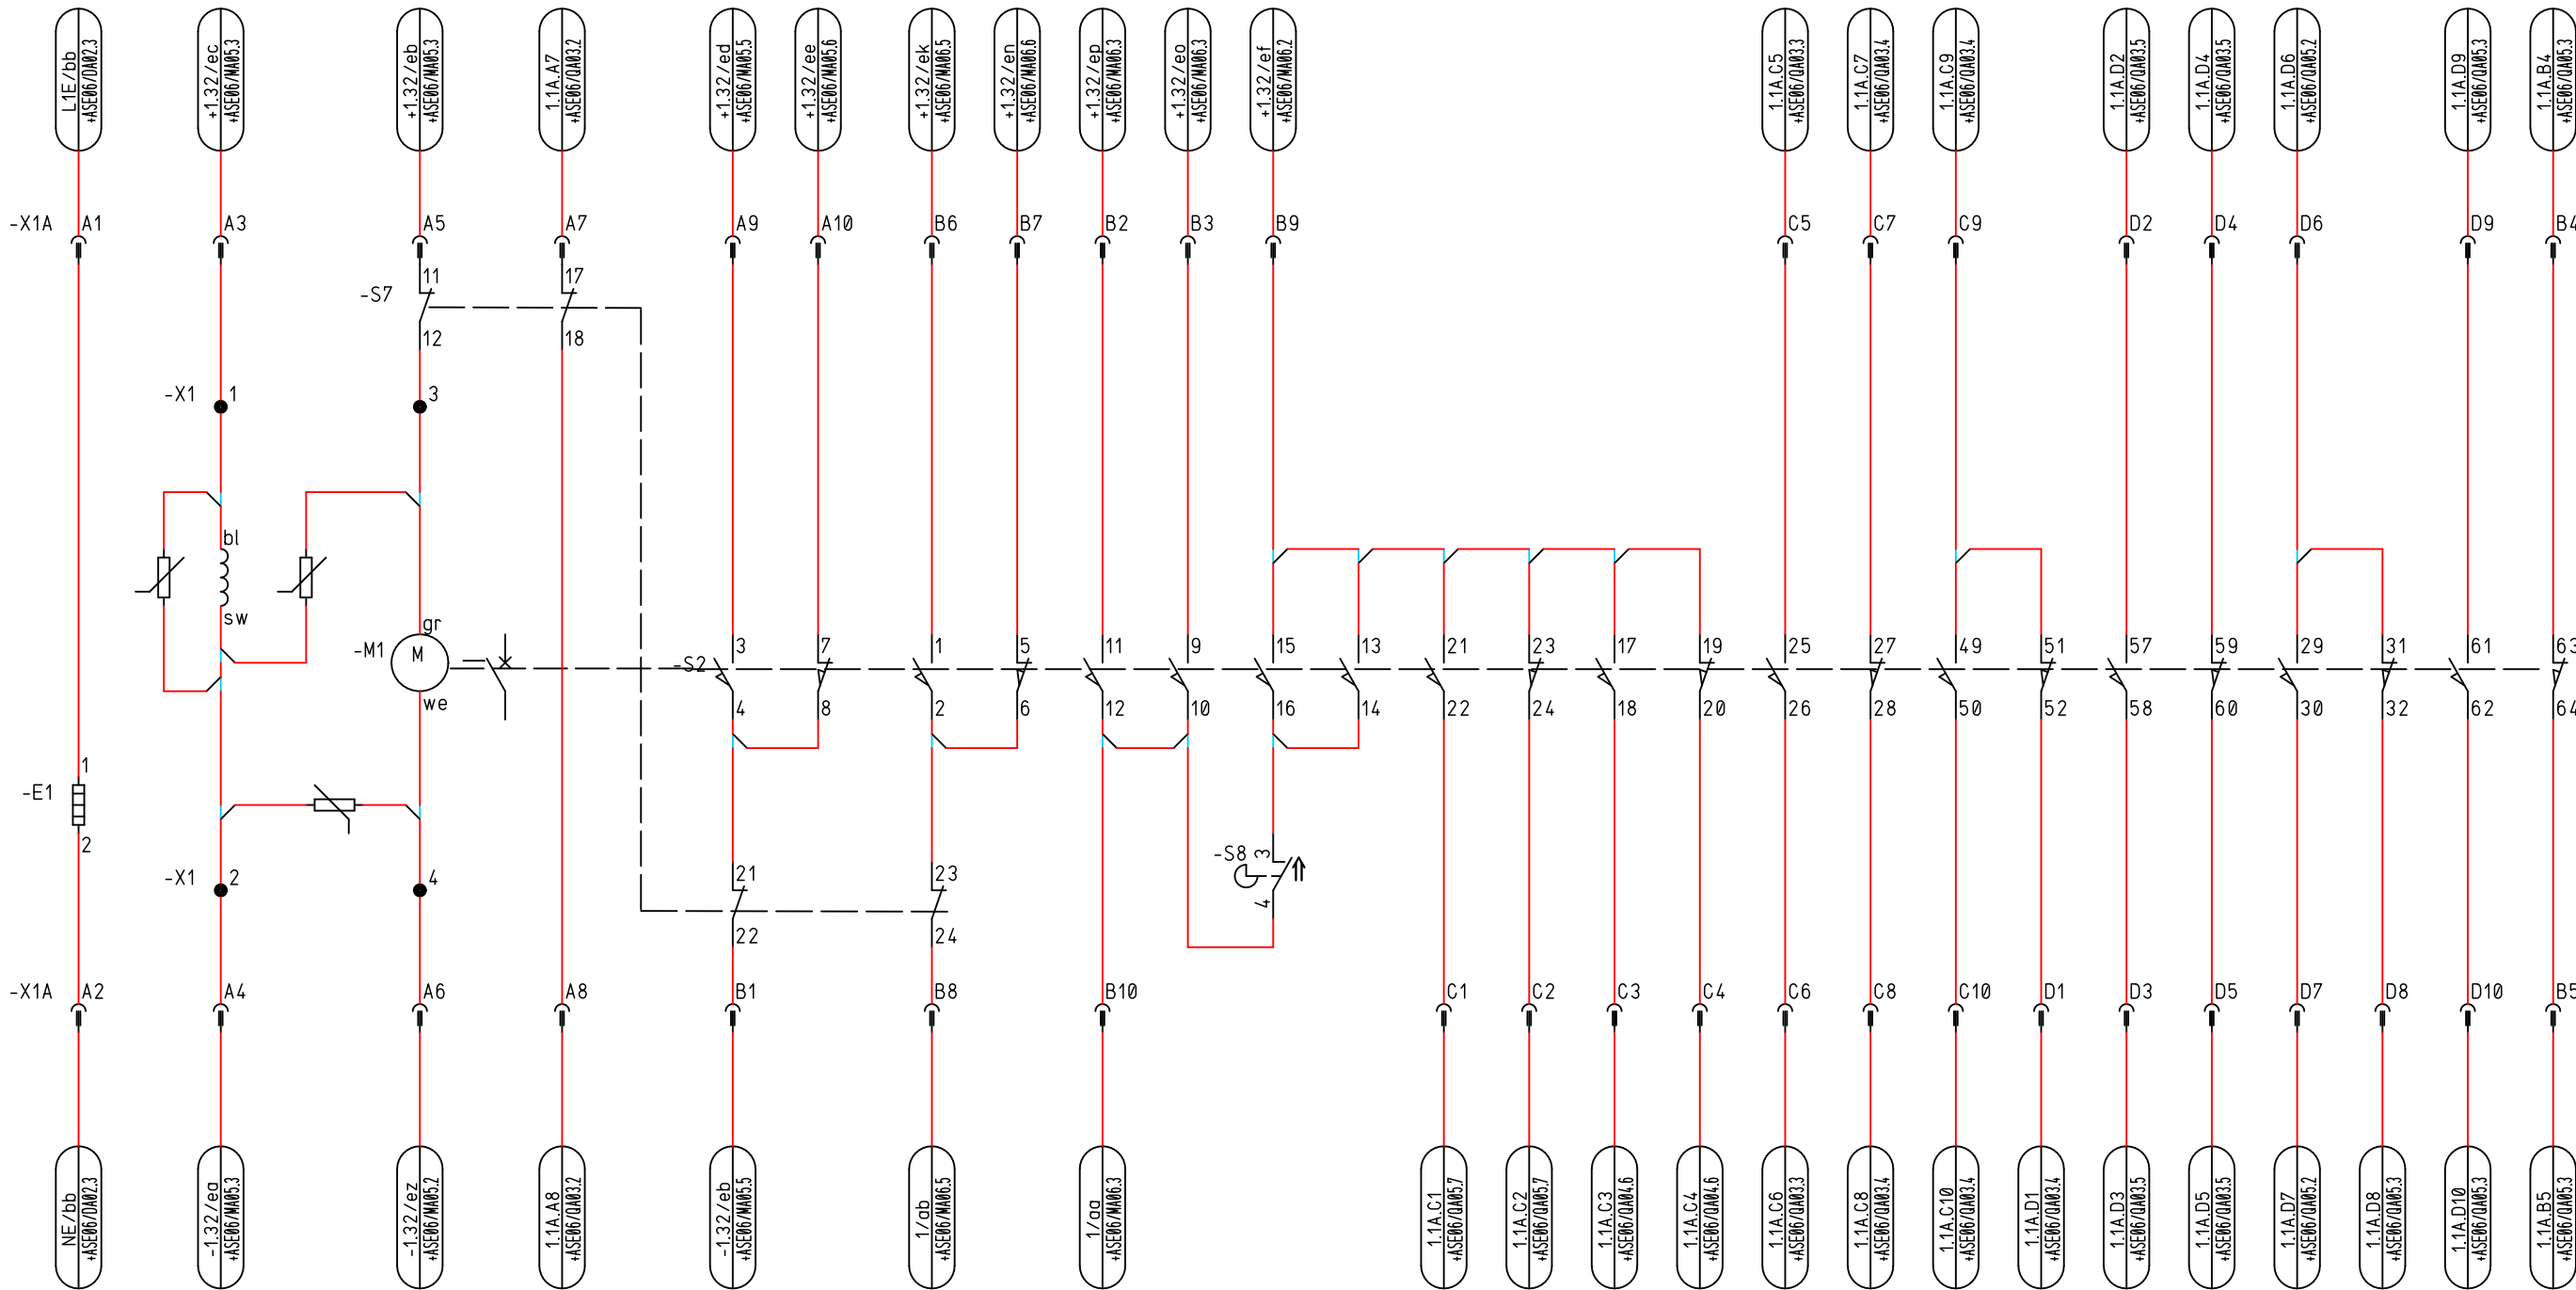 L1E/bb
+ASE06/DA02.3
+1.32/ec
+ASE06/MA05.3
+1.32/eb
+ASE06/MA05.3
1.1A.A7
+ASE06/QA03.2
+1.32/ed
+ASE06/MA05.5
+1.32/ee
+ASE06/MA05.6
+1.32/ek
+ASE06/MA06.5
+1.32/en
+ASE06/MA06.6
+1.32/ep
+ASE06/MA06.3
+1.32/eo
+ASE06/MA06.3
+1.32/ef
+ASE06/MA06.2
1.1A.C5
+ASE06/QA03.3
1.1A.C7
+ASE06/QA03.4
1.1A.C9
+ASE06/QA03.4
1.1A.D2
+ASE06/QA03.5
1.1A.D4
+ASE06/QA03.5
1.1A.D6
+ASE06/QA05.2
1.1A.D9
+ASE06/QA05.3
1.1A.B4
+ASE06/QA05.3
-X1A A1 A3 A5 A7 A9 A10 B6 B7 B2 B3 B9 C5 C7 C9 D2 D4 D6 D9 B4
11 17
-S7
12 18
-X1 1 3
bl
sw
gr
-M1 M
we
-S2
3 7 1 5 11 9 15 13 21 23 17 19 25 27 49 51 57 59 29 31 61 63
4 8 2 6 12 10 16 14 22 24 18 20 26 28 50 52 58 60 30 32 62 64
1
-E1
2
-S8 3
4
21 23
22 24
-X1 2 4
-X1A A2 A4 A6 A8 B1 B8 B10 C1 C2 C3 C4 C6 C8 C10 D1 D3 D5 D7 D8 D10 B5
NE/bb
+ASE06/DA02.3
-1.32/ea
+ASE06/MA05.3
-1.32/ez
+ASE06/MA05.2
1.1A.A8
+ASE06/QA03.2
-1.32/eb
+ASE06/MA05.5
1/ab
+ASE06/MA06.5
1/aa
+ASE06/MA06.3
1.1A.C1
+ASE06/QA05.7
1.1A.C2
+ASE06/QA05.7
1.1A.C3
+ASE06/QA04.6
1.1A.C4
+ASE06/QA04.6
1.1A.C6
+ASE06/QA03.3
1.1A.C8
+ASE06/QA03.4
1.1A.C10
+ASE06/QA03.4
1.1A.D1
+ASE06/QA03.4
1.1A.D3
+ASE06/QA03.5
1.1A.D5
+ASE06/QA03.5
1.1A.D7
+ASE06/QA05.2
1.1A.D8
+ASE06/QA05.3
1.1A.D10
+ASE06/QA05.3
1.1A.B5
+ASE06/QA05.3